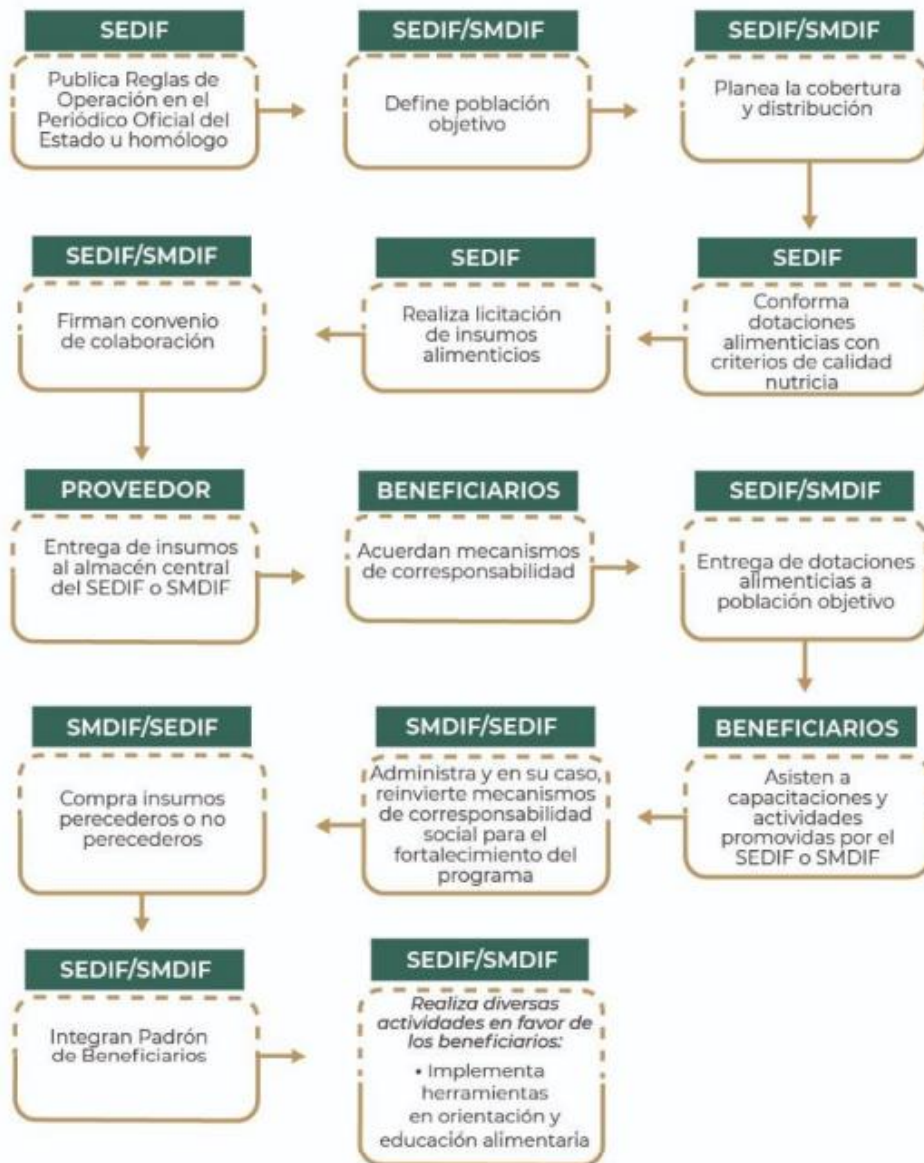 SEDIF
Publica Reglas de
Operación en el
Periódico Oficial del
Estado u homólogo
SEDIF/SMDIF
Define población
objetivo
SEDIF/SMDIF
Planea la cobertura
y distribución
SEDIF
Conforma
dotaciones
alimenticias con
criterios de calidad
nutricia
SEDIF
Realiza licitación
de insumos
alimenticios
SEDIF/SMDIF
Firman convenio
de colaboración
PROVEEDOR
Entrega de insumos
al almacén central
del SEDIF o SMDIF
BENEFICIARIOS
Acuerdan mecanismos
de corresponsabilidad
SEDIF/SMDIF
Entrega de dotaciones
alimenticias a
población objetivo
BENEFICIARIOS
Asisten a
capacitaciones y
actividades
promovidas por el
SEDIF o SMDIF
SMDIF/SEDIF
Administra y en su caso,
reinvierte mecanismos
de corresponsabilidad
social para el
fortalecimiento del
programa
SMDIF/SEDIF
Compra insumos
perecederos o no
perecederos
SEDIF/SMDIF
Integran Padrón
de Beneficiarios
SEDIF/SMDIF
Realiza diversas
actividades en favor de
los beneficiarios:
• Implementa
herramientas
en orientación y
educación alimentaria